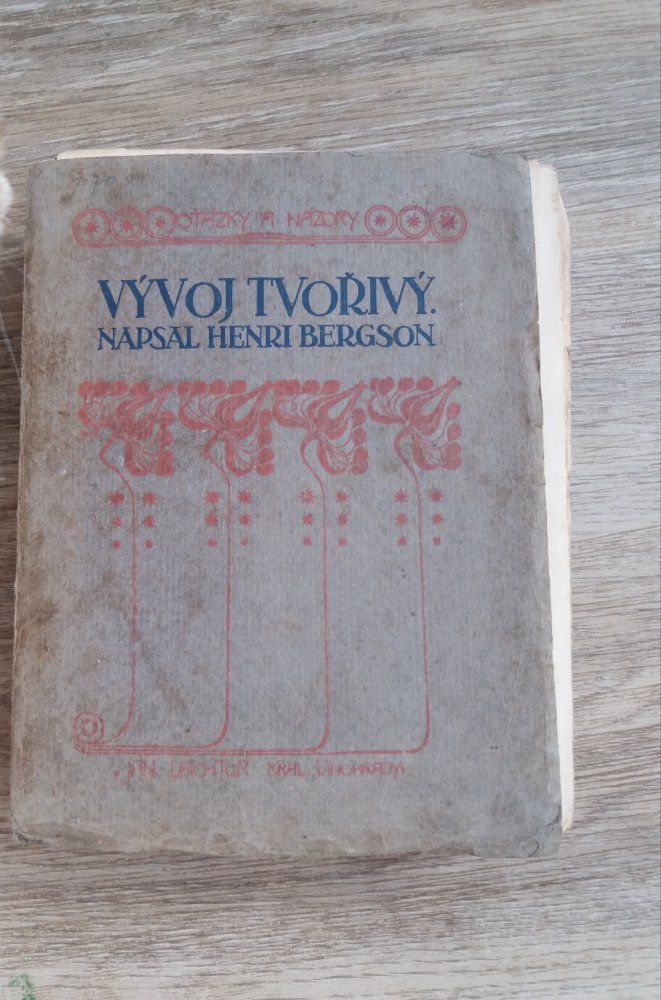 OTÁZKY A NÁZORY
VÝVOJ TVOŘIVÝ.
NAPSAL HENRI BERGSON
JAN LAICHTER KRÁL. VINOHRADY.